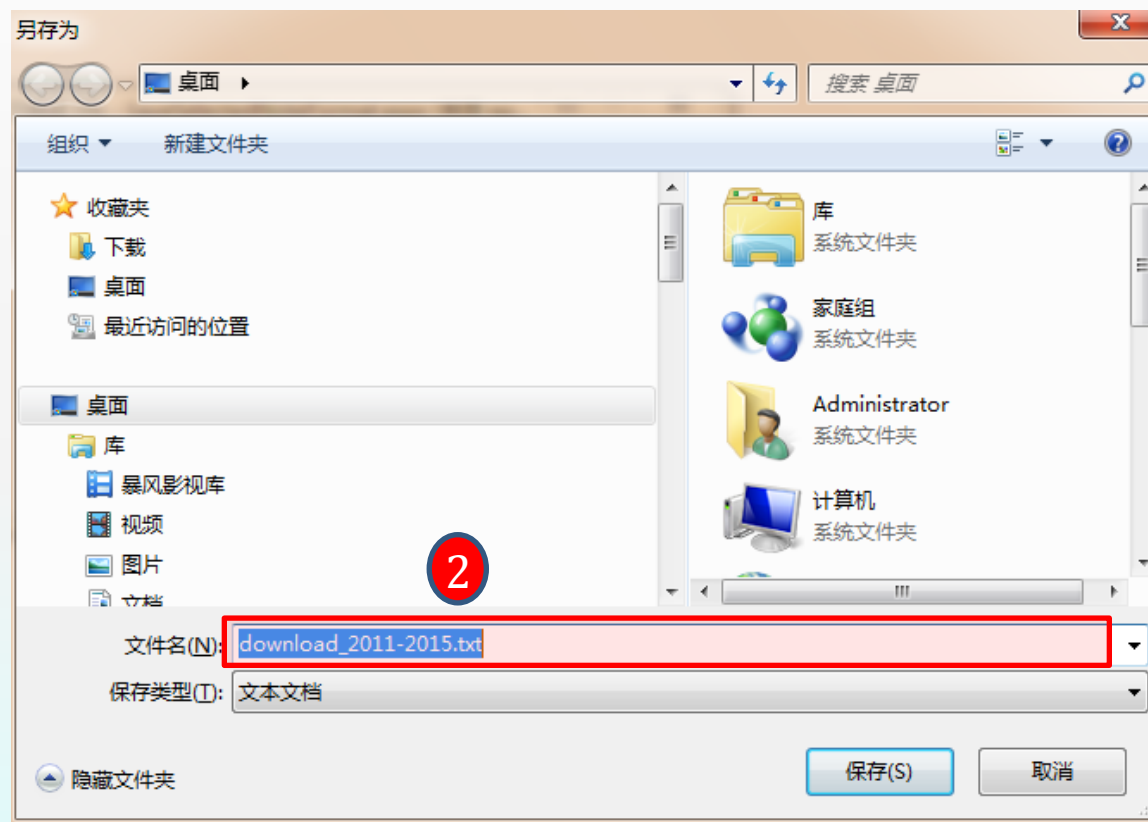 另存为
桌面
搜索 桌面
组织
新建文件夹
收藏夹
下载
桌面
最近访问的位置
桌面
库
暴风影视库
视频
图片
文档
库
系统文件夹
家庭组
系统文件夹
Administrator
系统文件夹
计算机
系统文件夹
2
文件名(N): download_2011-2015.txt
保存类型(T): 文本文档
隐藏文件夹
保存(S)
取消